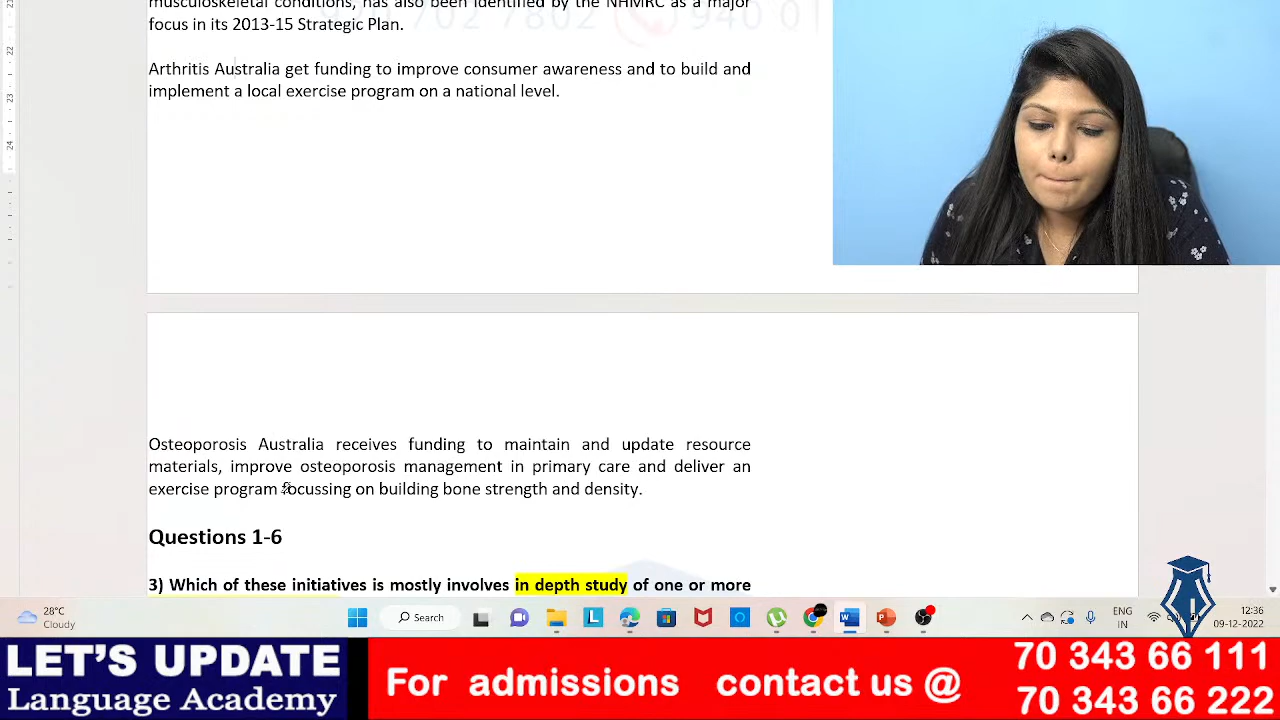 musculoskeletal conditions, has also been identified by the NHMRC as a major
focus in its 2013-15 Strategic Plan.
Arthritis Australia get funding to improve consumer awareness and to build and
implement a local exercise program on a national level.
Osteoporosis Australia receives funding to maintain and update resource
materials, improve osteoporosis management in primary care and deliver an
exercise program focussing on building bone strength and density.
Questions 1-6
3) Which of these initiatives is mostly involves in depth study of one or more
22
23
24
28°C
Cloudy
Search
ENG
IN
12:36
09-12-2022
LET'S UPDATE
Language Academy
For admissions contact us @
70 343 66 111
70 343 66 222